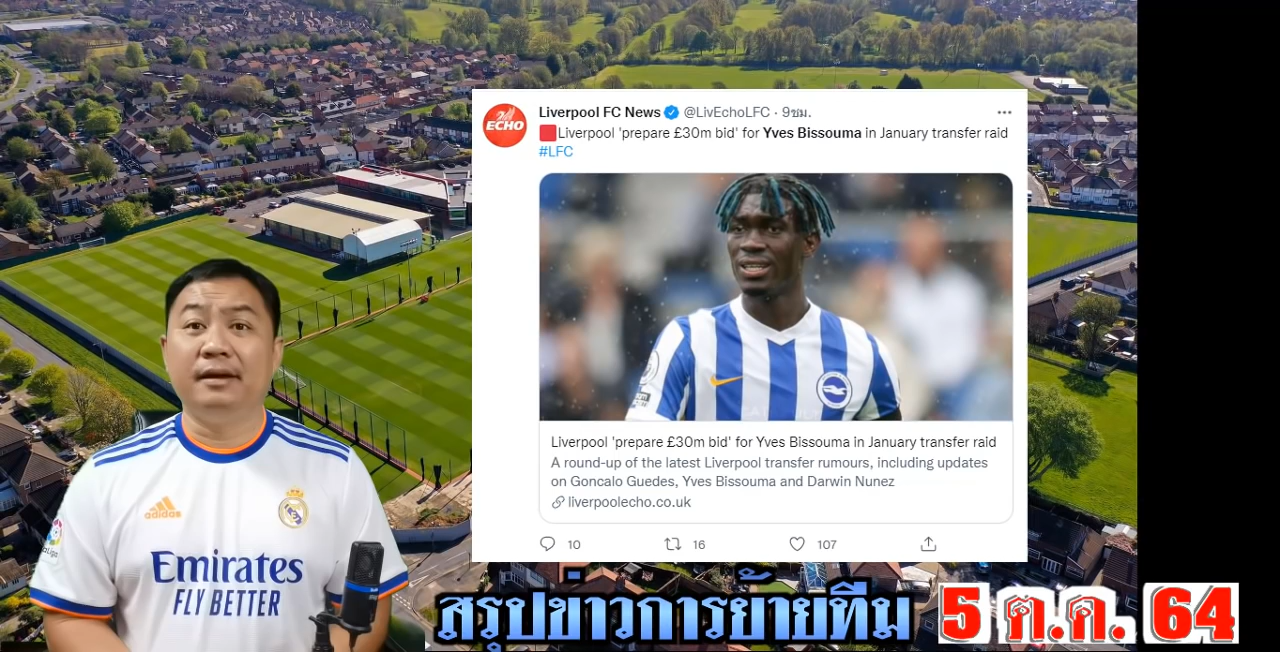 Liverpool FC News @LivEchoLFC · 9ชม.
ECHO
🟥Liverpool 'prepare £30m bid' for Yves Bissouma in January transfer raid
#LFC
Liverpool 'prepare £30m bid' for Yves Bissouma in January transfer raid
A round-up of the latest Liverpool transfer rumours, including updates
on Goncalo Guedes, Yves Bissouma and Darwin Nunez
liverpoolecho.co.uk
10 16 107
adidas
Emirates
FLY BETTER
สรุปข่าวการย้ายทีม 5 ต.ค. 64